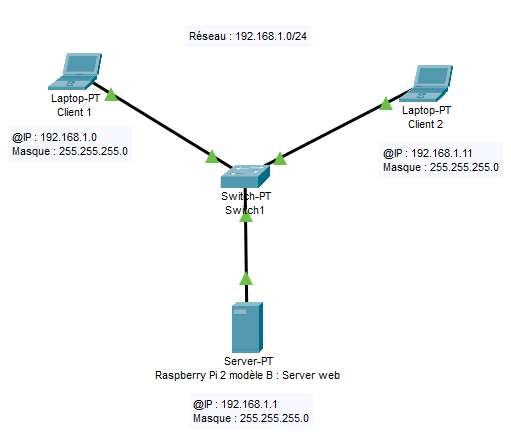 Réseau : 192.168.1.0/24
Laptop-PT
Client 1
@IP : 192.168.1.0
Masque : 255.255.255.0
Laptop-PT
Client 2
@IP : 192.168.1.11
Masque : 255.255.255.0
Switch-PT
Switch1
Server-PT
Raspberry Pi 2 modèle B : Server web
@IP : 192.168.1.1
Masque : 255.255.255.0